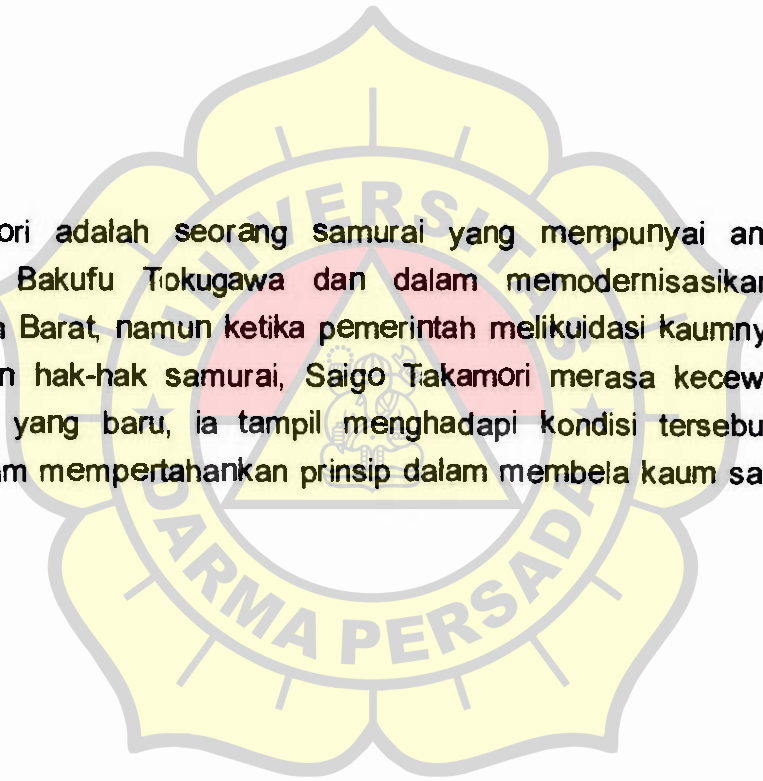 ori adalah seorang samurai yang mempunyai an
Bakufu Tokugawa dan dalam memodernisasikan
Barat, namun ketika pemerintah melikuidasi kaumny
n hak-hak samurai, Saigo Takamori merasa kecew
yang baru, ia tampil menghadapi kondisi tersebu
am mempertahankan prinsip dalam membela kaum sa
UNIVERSITAS
DARMA PERSADA